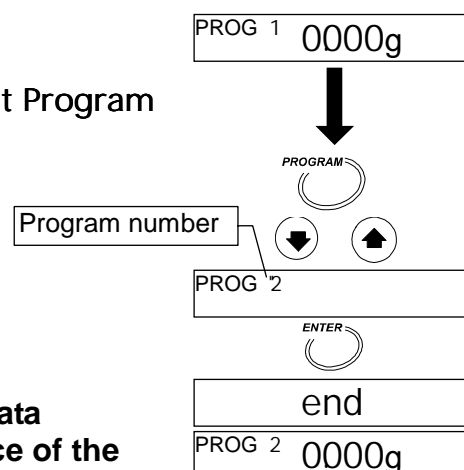 PROG 1 0000g
t Program
PROGRAM
Program number
PROG 2
ENTER
end
ata
PROG 2 0000g
ce of the